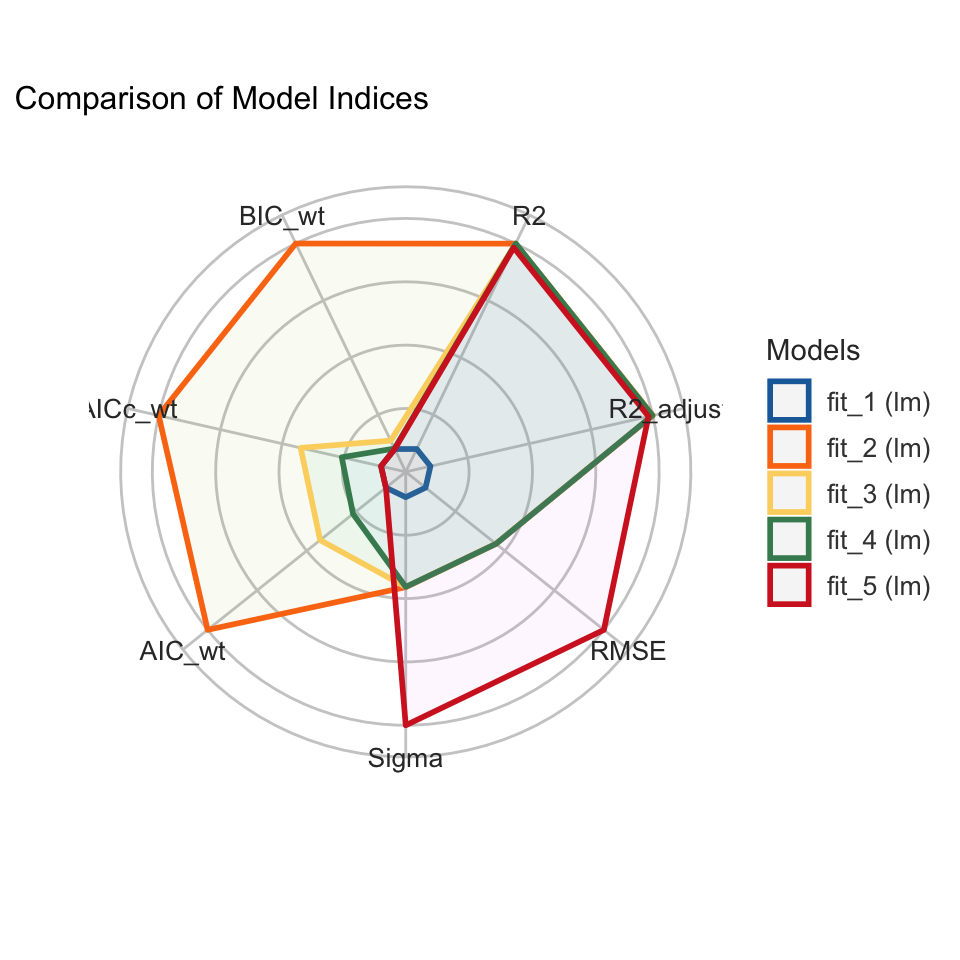 Comparison of Model Indices
BIC_wt
R2
AICc_wt
R2_adjus
AIC_wt
RMSE
Sigma
Models
fit_1 (lm)
fit_2 (lm)
fit_3 (lm)
fit_4 (lm)
fit_5 (lm)